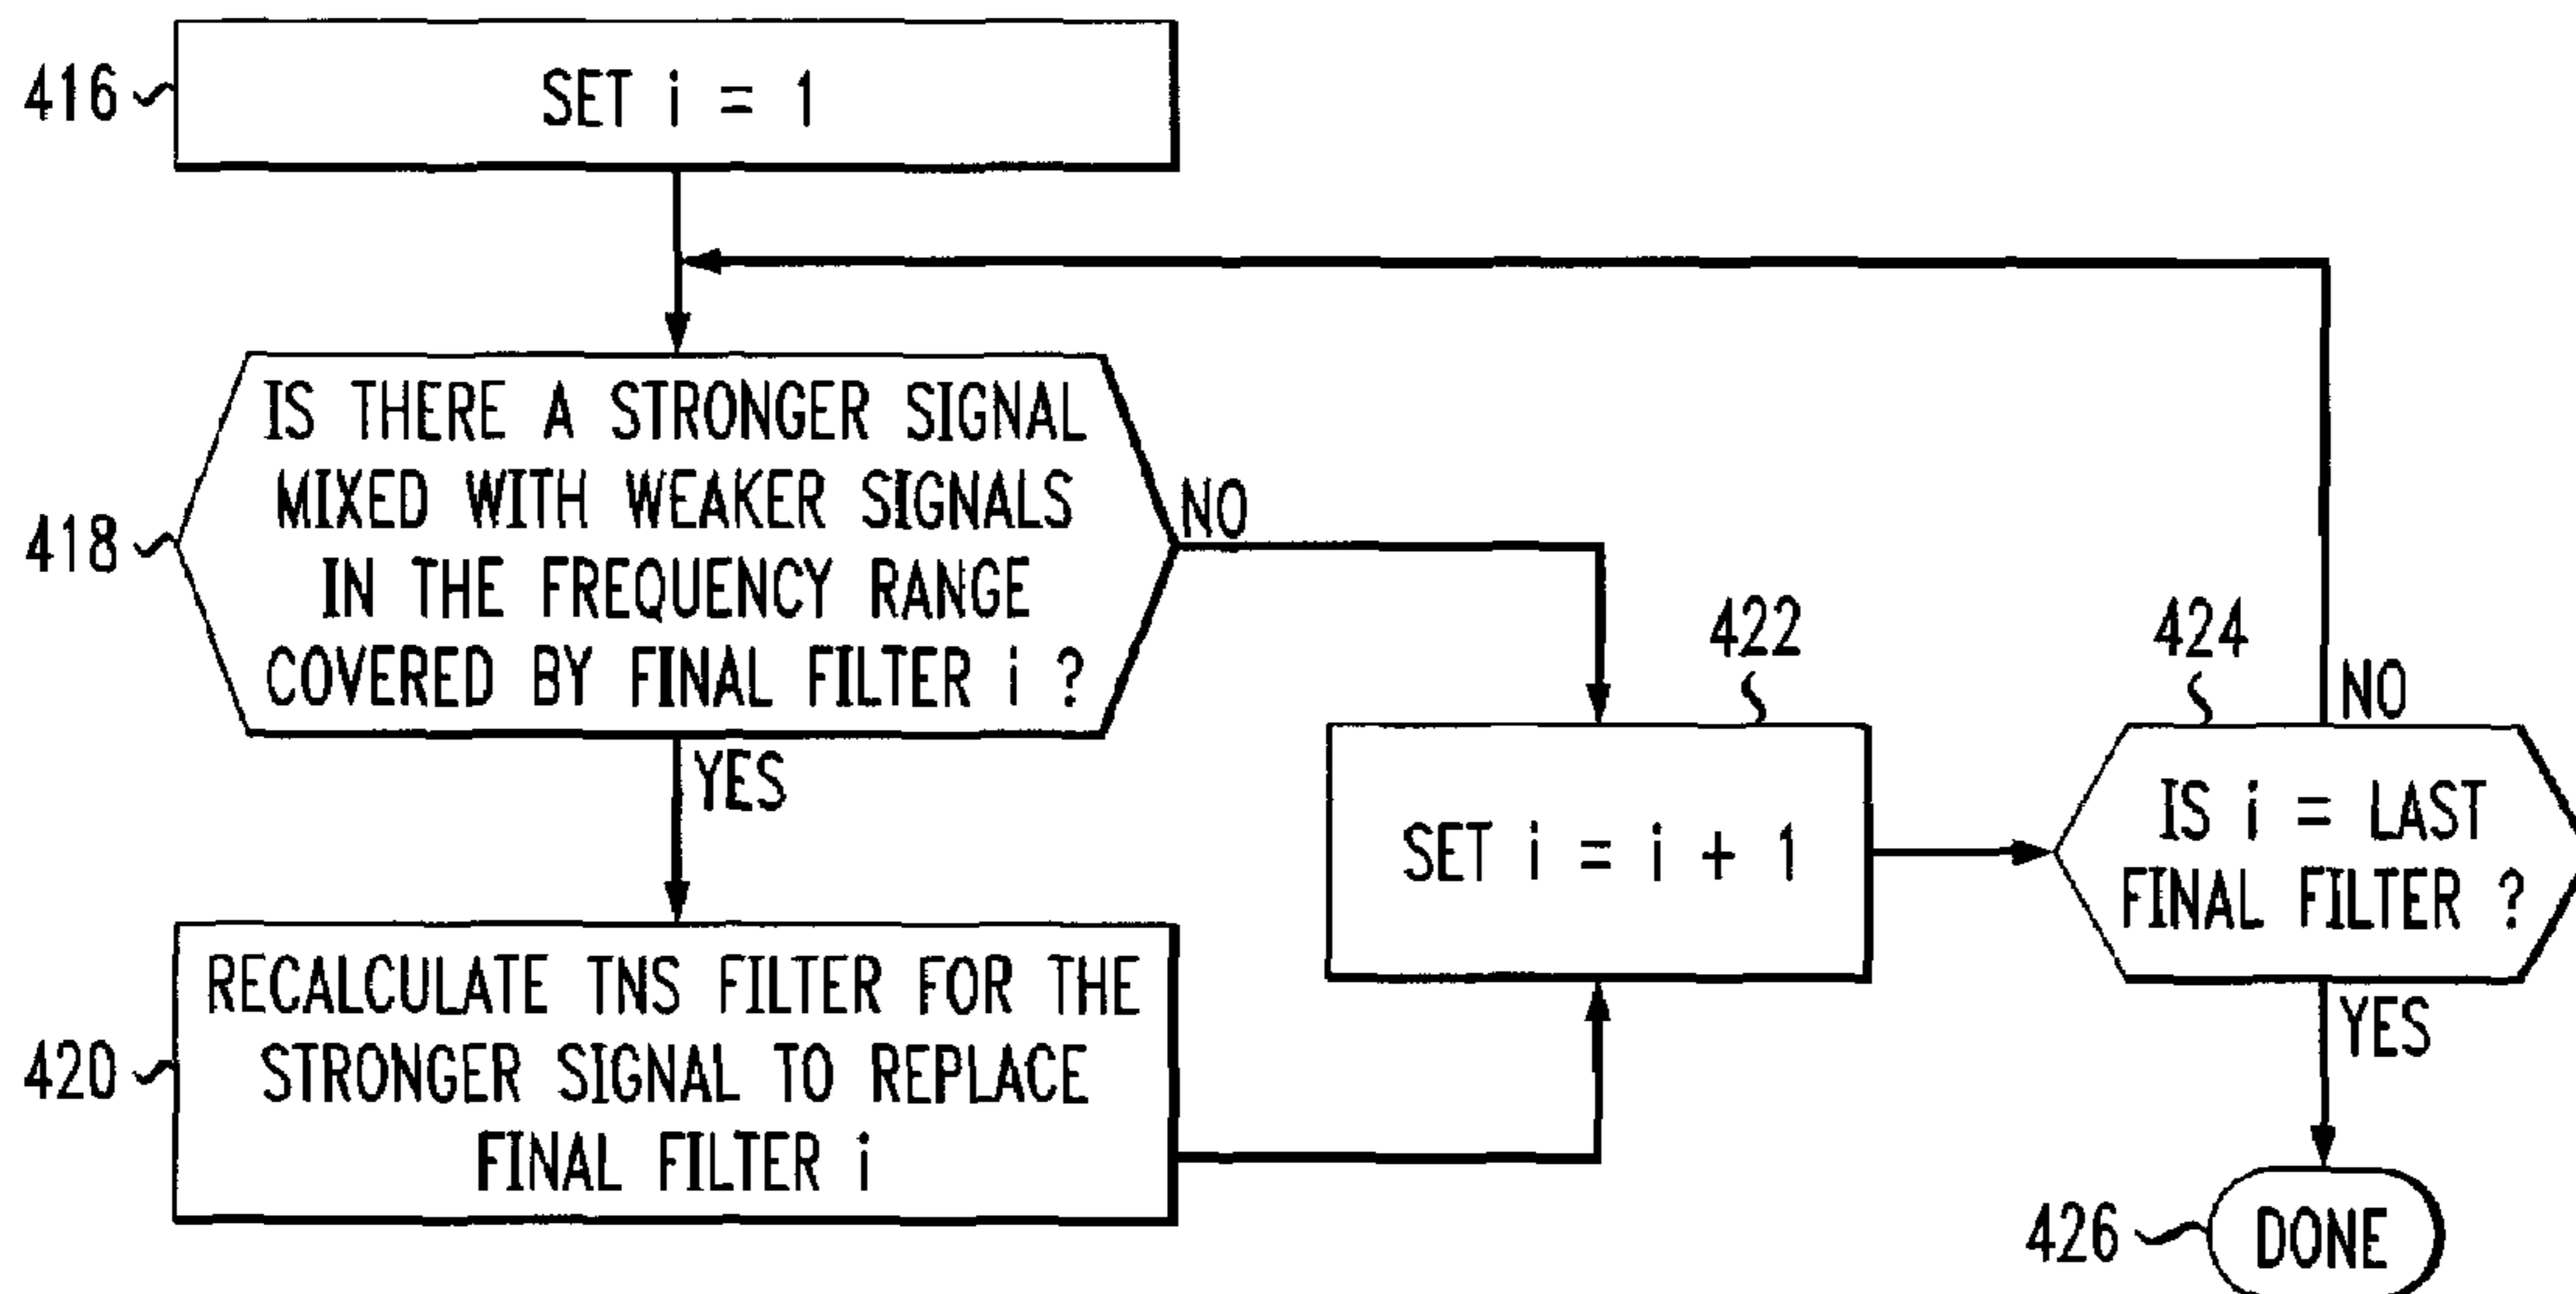 416
SET i = 1
418
IS THERE A STRONGER SIGNAL
MIXED WITH WEAKER SIGNALS
IN THE FREQUENCY RANGE
COVERED BY FINAL FILTER i ?
NO
YES
420
RECALCULATE TNS FILTER FOR THE
STRONGER SIGNAL TO REPLACE
FINAL FILTER i
422
SET i = i + 1
424
IS i = LAST
FINAL FILTER ?
NO
YES
426
DONE